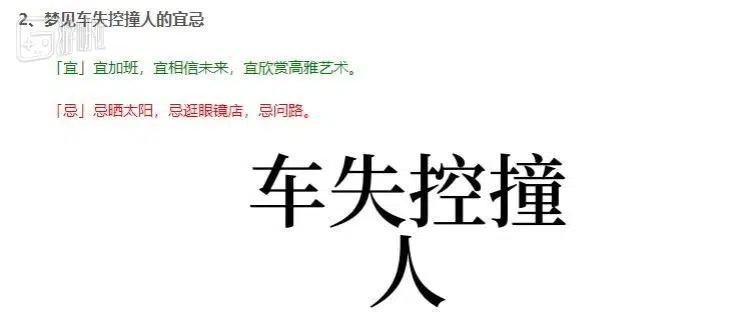 2、梦见车失控撞人的宜忌
「宜」宜加班，宜相信未来，宜欣赏高雅艺术。
「忌」忌晒太阳，忌逛眼镜店，忌问路。
车失控撞
人